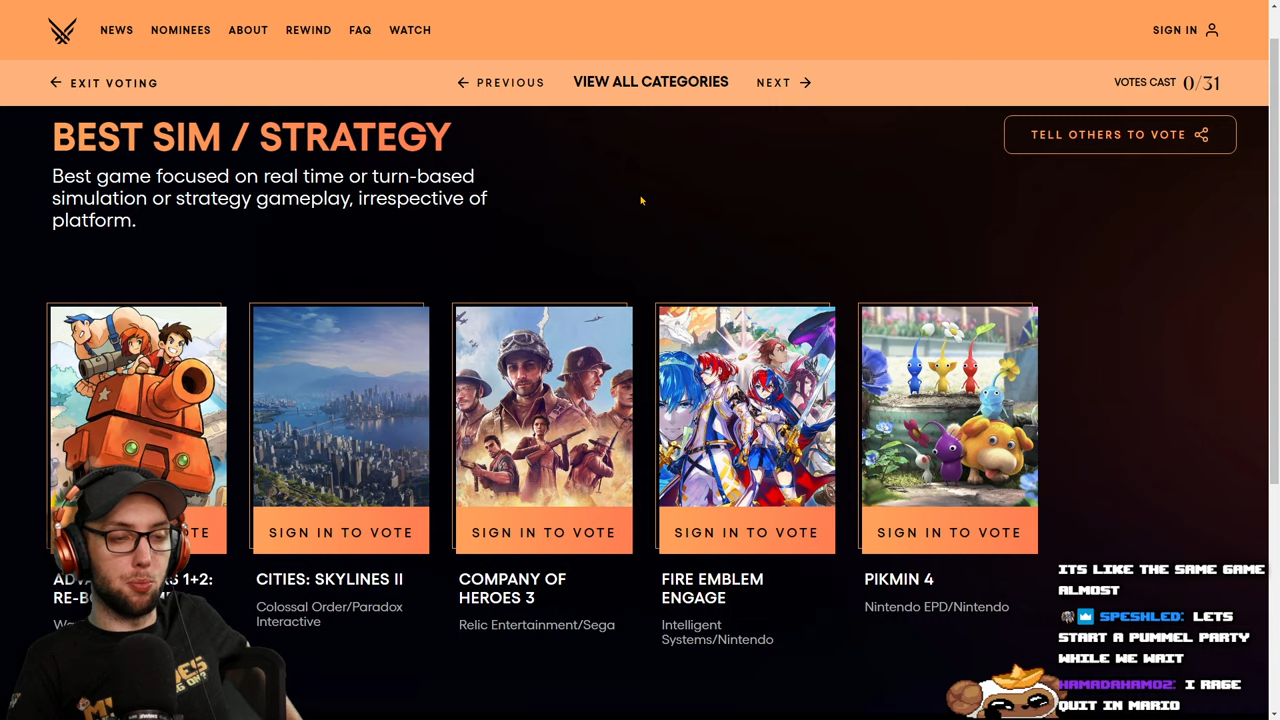 NEWS NOMINEES ABOUT REWIND FAQ WATCH SIGN IN
EXIT VOTING PREVIOUS VIEW ALL CATEGORIES NEXT VOTES CAST 0/31
BEST SIM / STRATEGY
TELL OTHERS TO VOTE
Best game focused on real time or turn-based
simulation or strategy gameplay, irrespective of
platform.
TE SIGN IN TO VOTE SIGN IN TO VOTE SIGN IN TO VOTE SIGN IN TO VOTE
1+2:
CITIES: SKYLINES II
Colossal Order/Paradox
Interactive
COMPANY OF
HEROES 3
Relic Entertainment/Sega
FIRE EMBLEM
ENGAGE
Intelligent
Systems/Nintendo
PIKMIN 4
Nintendo EPD/Nintendo
ITS LIKE THE SAME GAME
ALMOST
SPESHLED: LETS
START A PUMMEL PARTY
WHILE WE WAIT
HAMADAHAMO2: I RAGE
QUIT IN MARIO